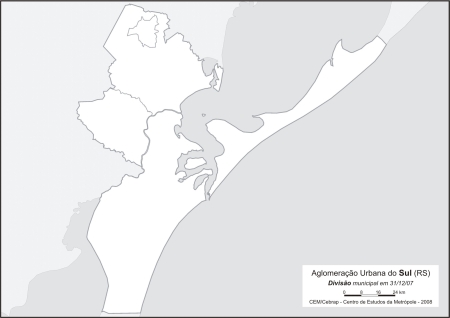 Aglomeração Urbana do Sul (RS)
Divisão municipal em 31/12/07
0 8 16 24 km
CEM/Cebrap - Centro de Estudos da Metrópole - 2008